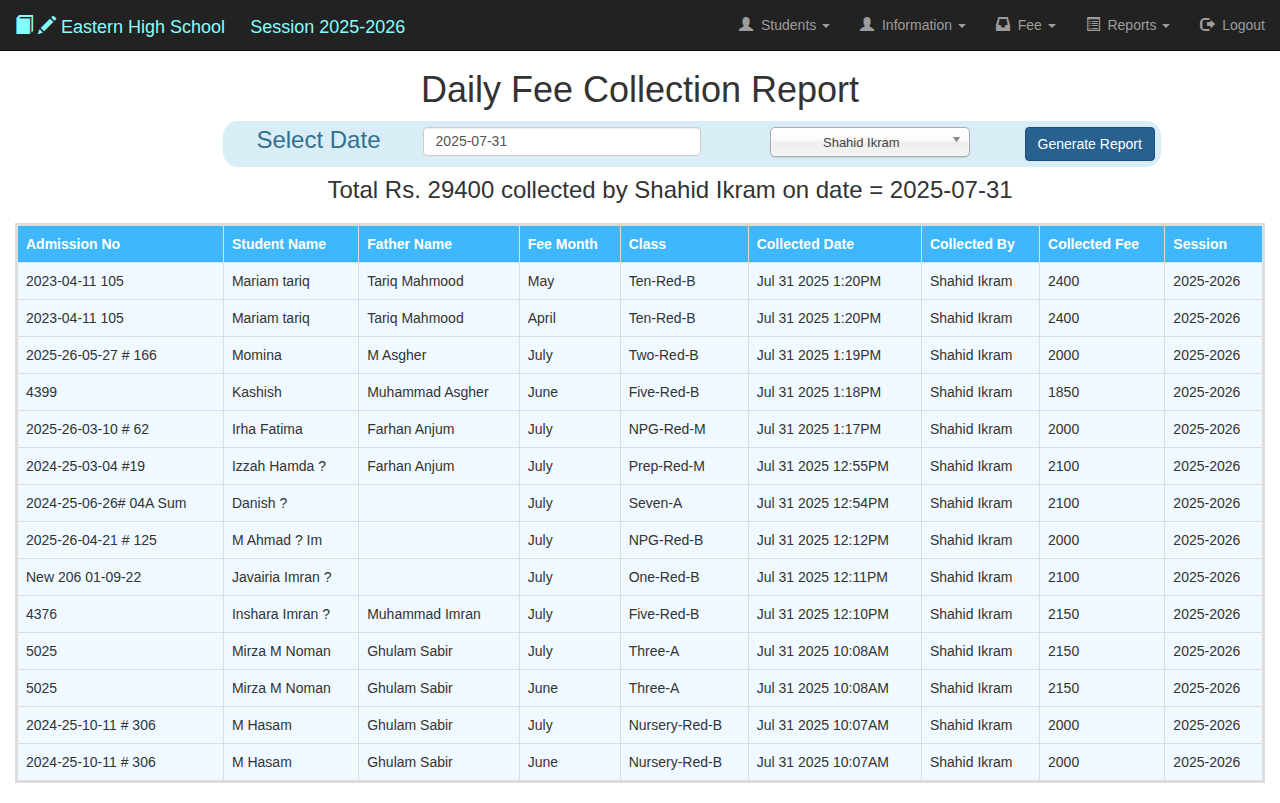 Eastern High School Session 2025-2026 Students Information Fee Reports Logout
Daily Fee Collection Report
Select Date 2025-07-31 Shahid Ikram Generate Report
Total Rs. 29400 collected by Shahid Ikram on date = 2025-07-31
Admission No Student Name Father Name Fee Month Class Collected Date Collected By Collected Fee Session
2023-04-11 105 Mariam tariq Tariq Mahmood May Ten-Red-B Jul 31 2025 1:20PM Shahid Ikram 2400 2025-2026
2023-04-11 105 Mariam tariq Tariq Mahmood April Ten-Red-B Jul 31 2025 1:20PM Shahid Ikram 2400 2025-2026
2025-26-05-27 # 166 Momina M Asgher July Two-Red-B Jul 31 2025 1:19PM Shahid Ikram 2000 2025-2026
4399 Kashish Muhammad Asgher June Five-Red-B Jul 31 2025 1:18PM Shahid Ikram 1850 2025-2026
2025-26-03-10 # 62 Irha Fatima Farhan Anjum July NPG-Red-M Jul 31 2025 1:17PM Shahid Ikram 2000 2025-2026
2024-25-03-04 #19 Izzah Hamda ? Farhan Anjum July Prep-Red-M Jul 31 2025 12:55PM Shahid Ikram 2100 2025-2026
2024-25-06-26# 04A Sum Danish ? July Seven-A Jul 31 2025 12:54PM Shahid Ikram 2100 2025-2026
2025-26-04-21 # 125 M Ahmad ? Im July NPG-Red-B Jul 31 2025 12:12PM Shahid Ikram 2000 2025-2026
New 206 01-09-22 Javairia Imran ? July One-Red-B Jul 31 2025 12:11PM Shahid Ikram 2100 2025-2026
4376 Inshara Imran ? Muhammad Imran July Five-Red-B Jul 31 2025 12:10PM Shahid Ikram 2150 2025-2026
5025 Mirza M Noman Ghulam Sabir July Three-A Jul 31 2025 10:08AM Shahid Ikram 2150 2025-2026
5025 Mirza M Noman Ghulam Sabir June Three-A Jul 31 2025 10:08AM Shahid Ikram 2150 2025-2026
2024-25-10-11 # 306 M Hasam Ghulam Sabir July Nursery-Red-B Jul 31 2025 10:07AM Shahid Ikram 2000 2025-2026
2024-25-10-11 # 306 M Hasam Ghulam Sabir June Nursery-Red-B Jul 31 2025 10:07AM Shahid Ikram 2000 2025-2026